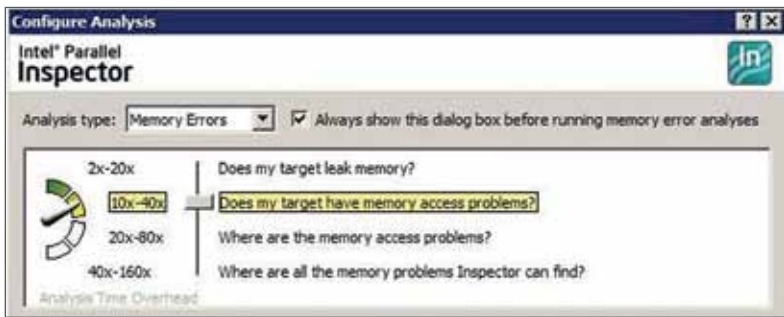 Configure Analysis
Intel® Parallel
Inspector
In
Analysis type: Memory Errors Always show this dialog box before running memory error analyses
2x-20x Does my target leak memory?
10x-40x Does my target have memory access problems?
20x-80x Where are the memory access problems?
40x-160x Where are all the memory problems Inspector can find?
Analysis Time Overhead